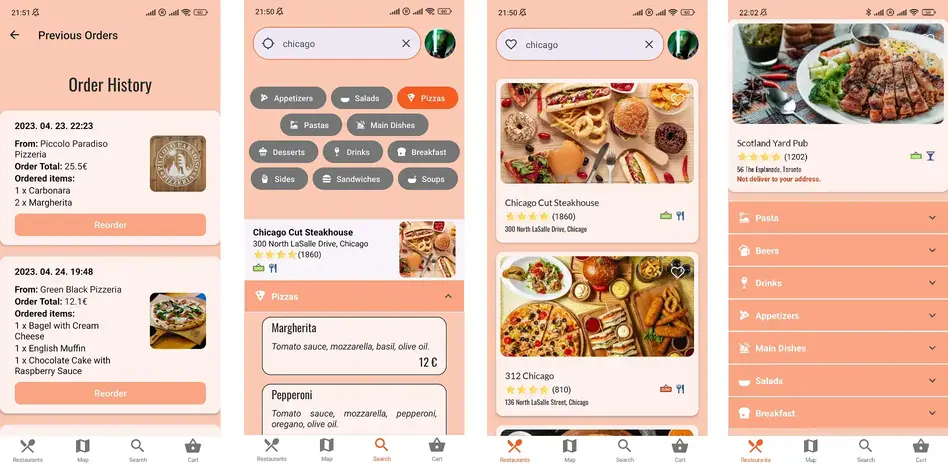 21:51
60
Previous Orders
Order History
2023. 04. 23. 22:23
From: Piccolo Paradiso
Pizzeria
Order Total: 25.5€
Ordered items:
1 x Carbonara
2 x Margherita
Reorder
2023. 04. 24. 19:48
From: Green Black Pizzeria
Order Total: 12.1€
Ordered items:
1 x Bagel with Cream
Cheese
1 x English Muffin
1 x Chocolate Cake with
Raspberry Sauce
Reorder
Restaurants
Map
Search
Cart
21:50
60
chicago
Appetizers
Salads
Pizzas
Pastas
Main Dishes
Desserts
Drinks
Breakfast
Sides
Sandwiches
Soups
Chicago Cut Steakhouse
300 North LaSalle Drive, Chicago
(1860)
Pizzas
Margherita
Tomato sauce, mozzarella, basil, olive oil.
12 €
Pepperoni
Tomato sauce, mozzarella, pepperoni,
oregano, olive oil.
Restaurants
Map
Search
Cart
21:50
60
chicago
Chicago Cut Steakhouse
(1860)
300 North LaSalle Drive, Chicago
312 Chicago
(810)
136 North LaSalle Street, Chicago
Restaurants
Map
Search
Cart
22:02
Scotland Yard Pub
(1202)
56 The Esplanade, Toronto
Not deliver to your address.
Pasta
Beers
Drinks
Appetizers
Main Dishes
Salads
Breakfast
Restaurants
Map
Search
Cart